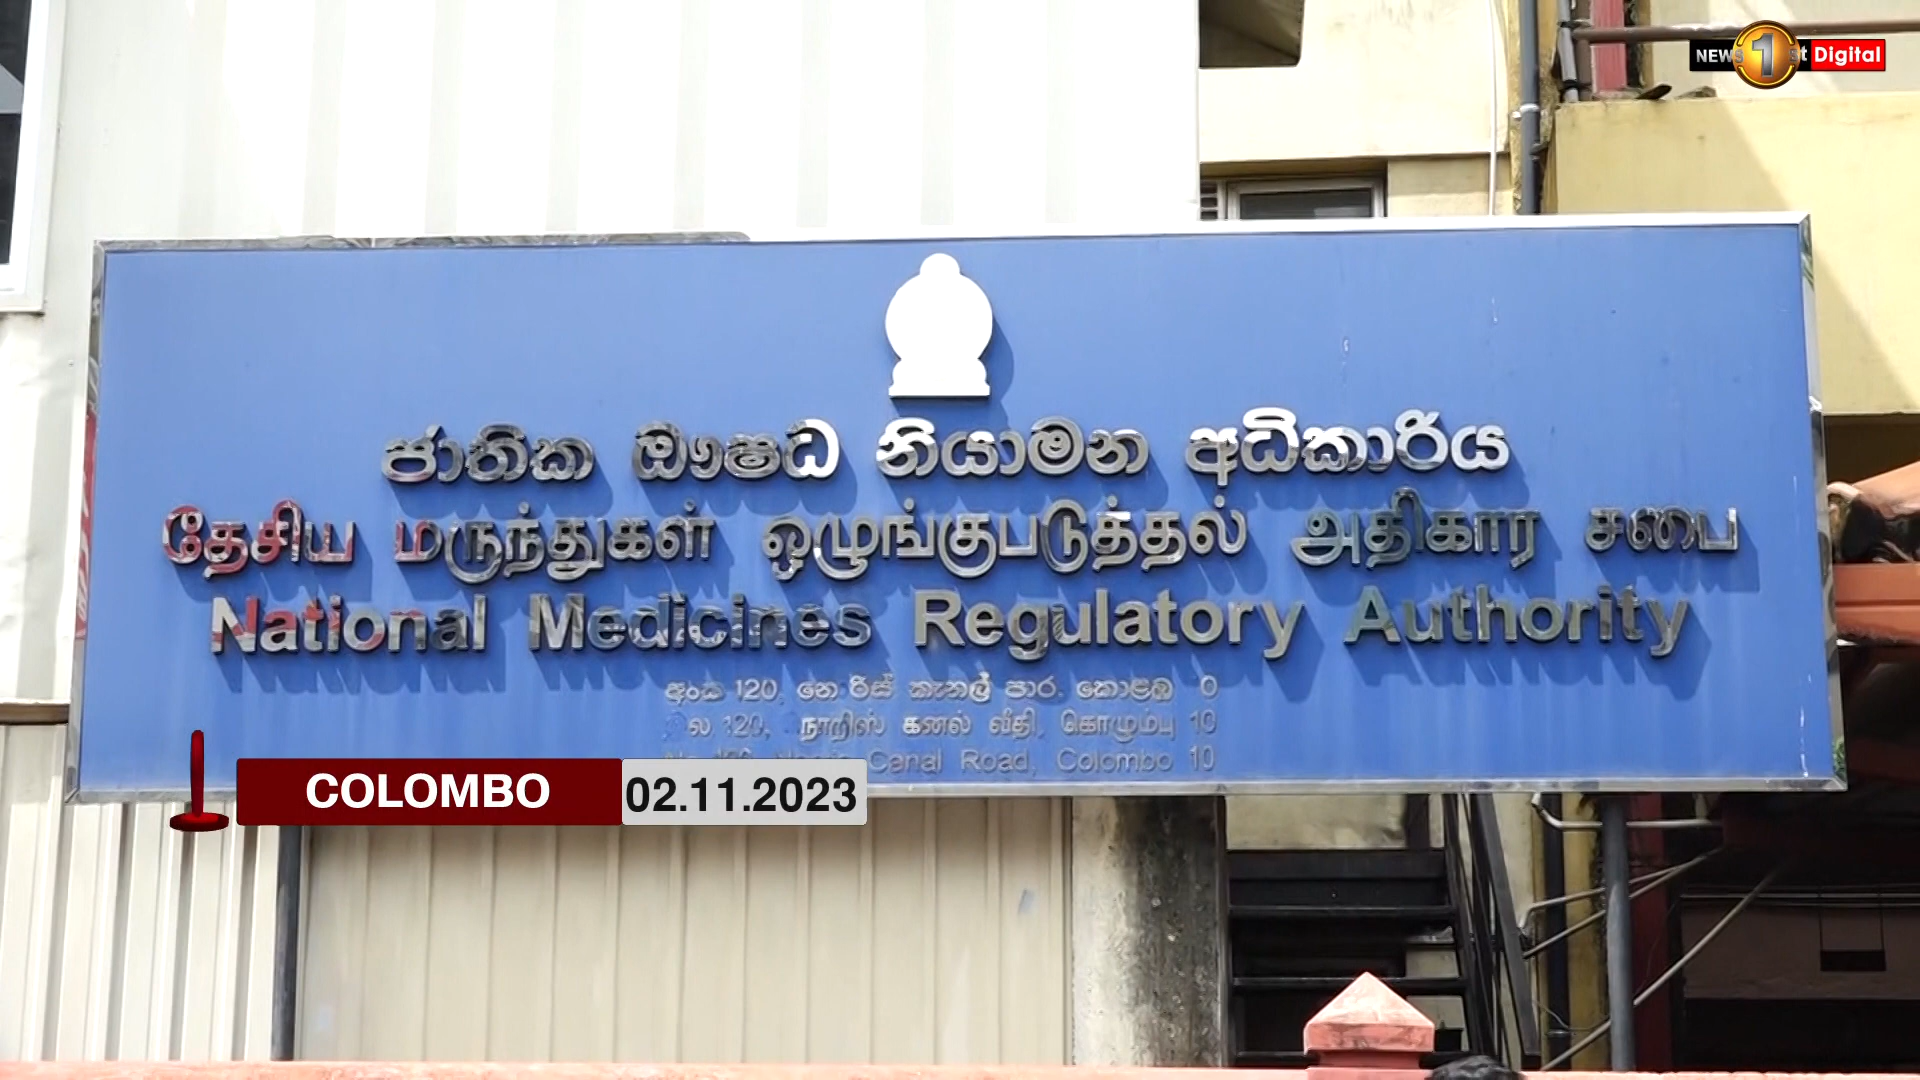 NEWS 1st Digital
ජාතික ඖෂධ නියාමන අධිකාරිය
தேசிய மருந்துகள் ஒழுங்குபடுத்தல் அதிகார சபை
National Medicines Regulatory Authority
120, නොරිස් කැනල් පාර, කොළඹ
120, நொறிஸ் கனல் வீதி, கொழும்பு 10
Canal Road, Colombo 10
COLOMBO 02.11.2023